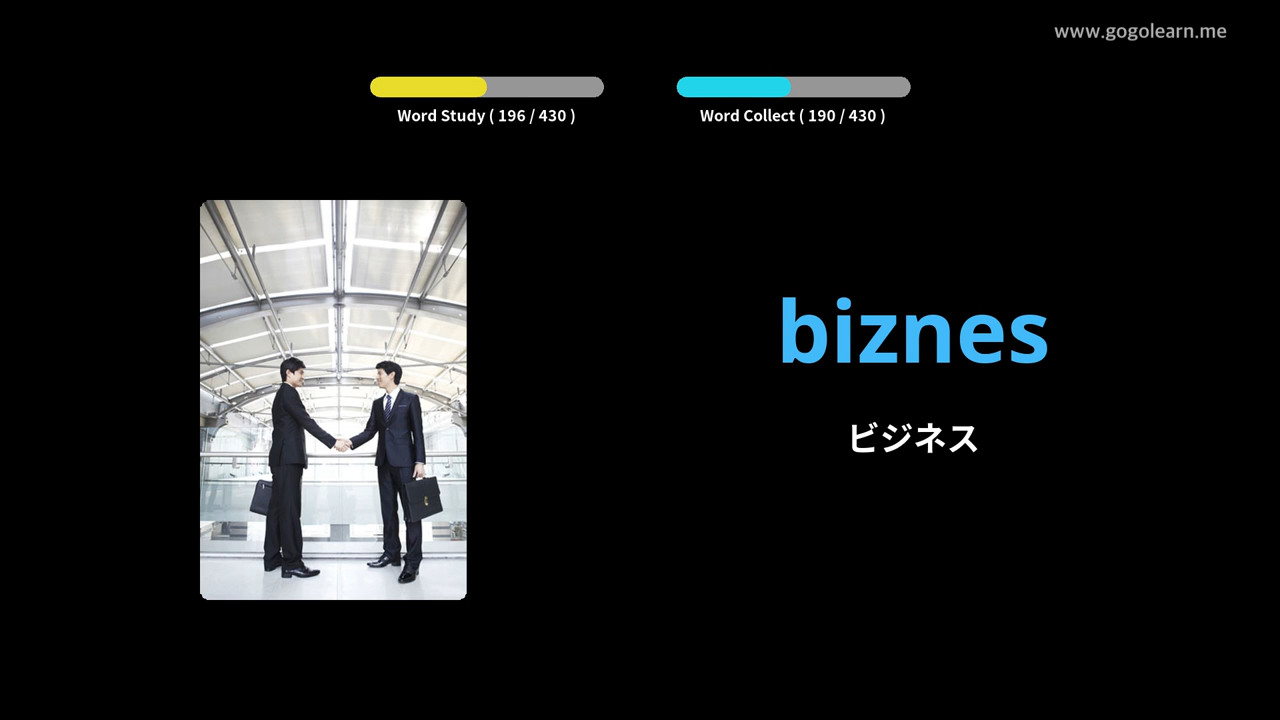 www.gogolearn.me
Word Study ( 196 / 430 )
Word Collect ( 190 / 430 )
biznes
ビジネス